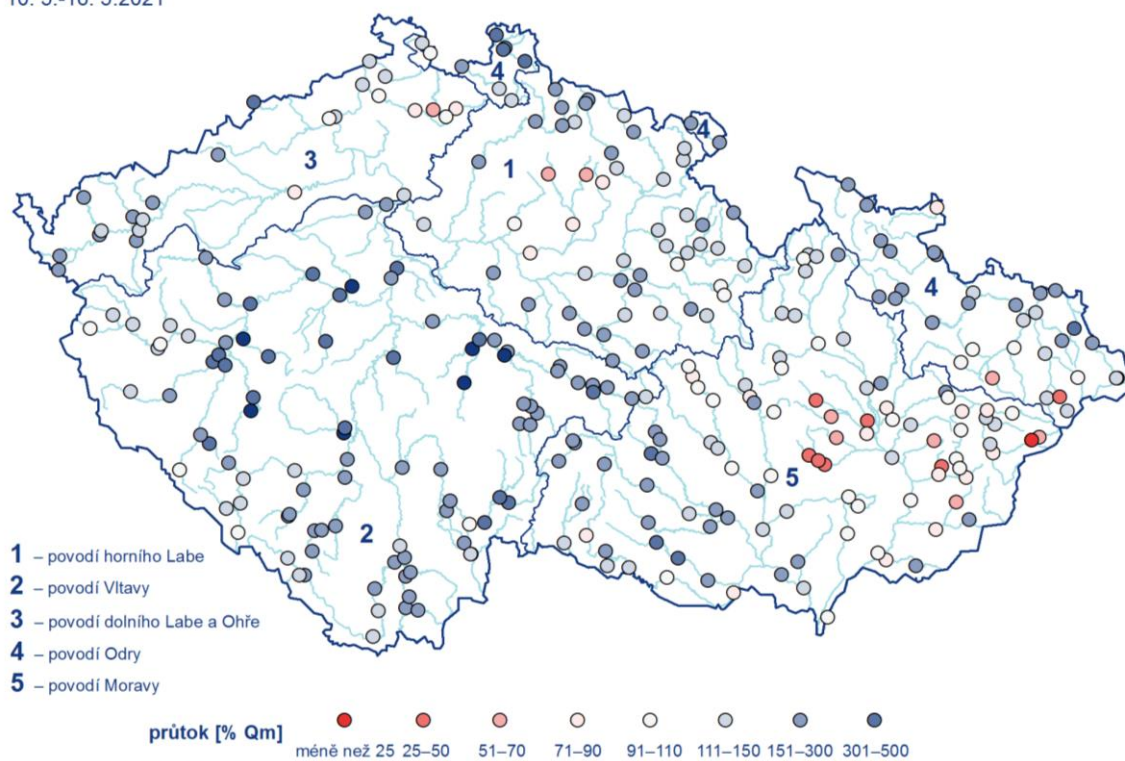 3
4
4
1
4
5
2
1 – povodí horního Labe
2 – povodí Vltavy
3 – povodí dolního Labe a Ohře
4 – povodí Odry
5 – povodí Moravy
průtok [% Qm]
méně než 25 25–50 51–70 71–90 91–110 111–150 151–300 301–500